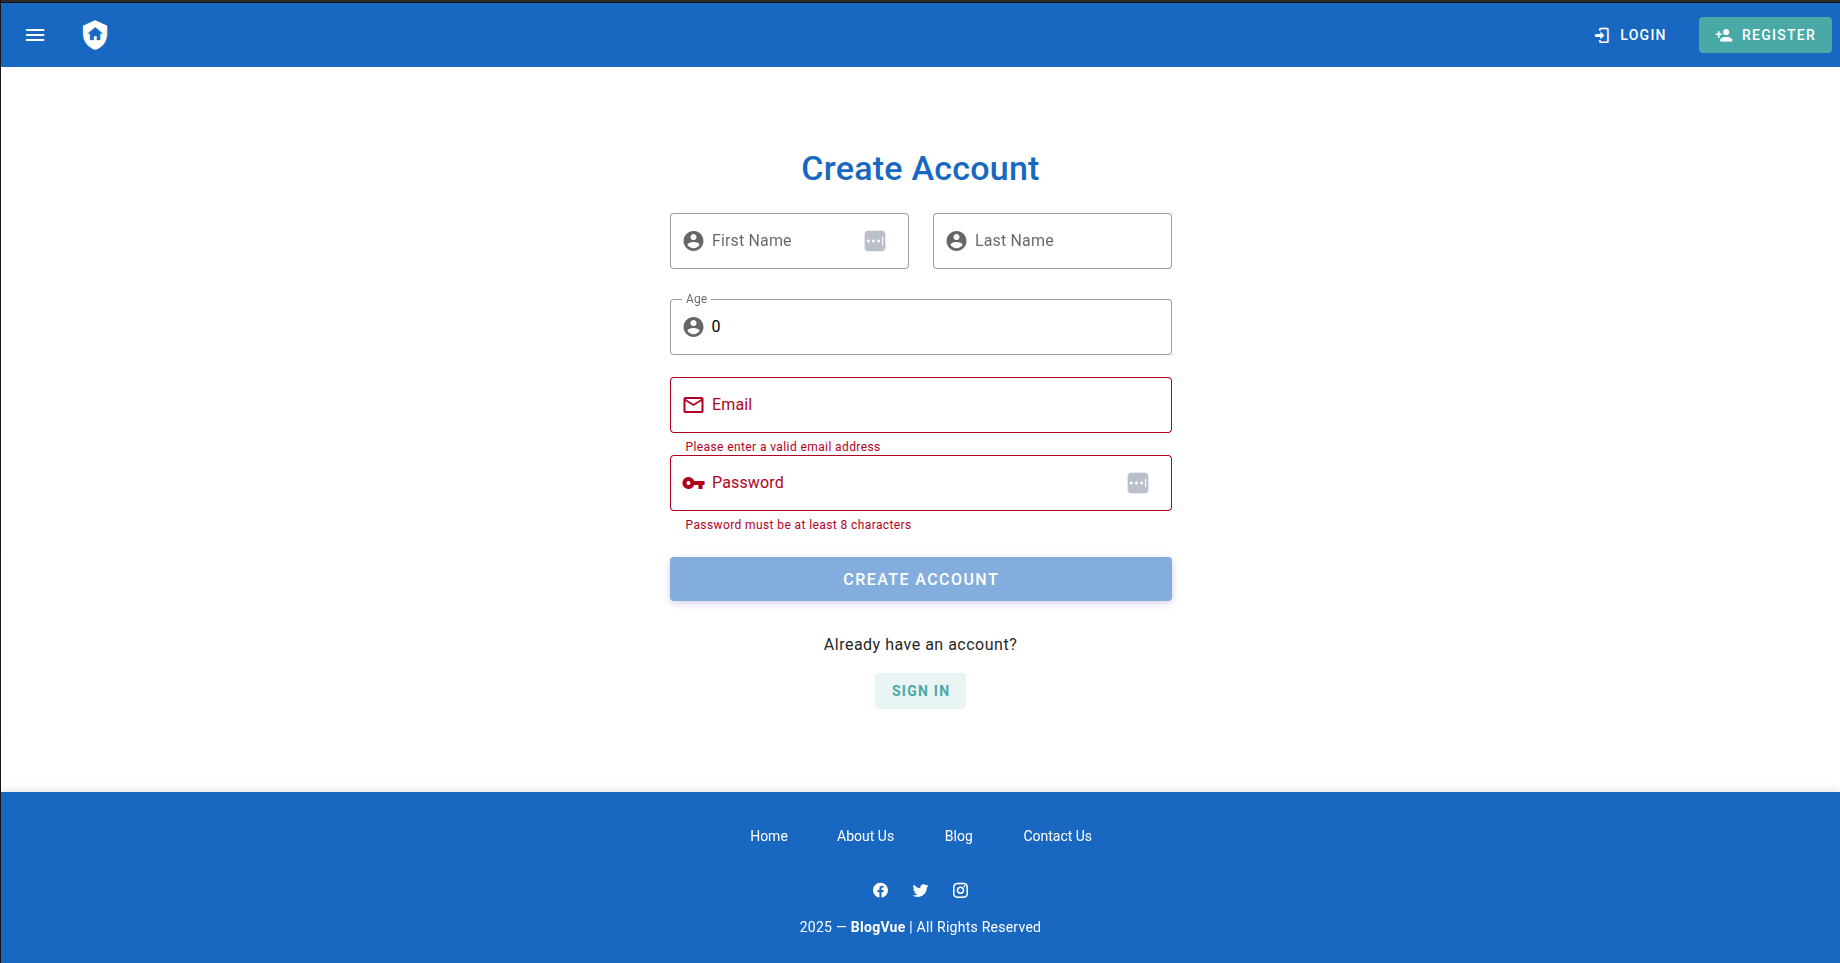 LOGIN
REGISTER
Create Account
First Name
Last Name
Age
0
Email
Please enter a valid email address
Password
Password must be at least 8 characters
CREATE ACCOUNT
Already have an account?
SIGN IN
Home
About Us
Blog
Contact Us
2025 — BlogVue | All Rights Reserved